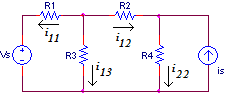 R1 R2
Vs R3 R4 is
i11 i12
i13 i22